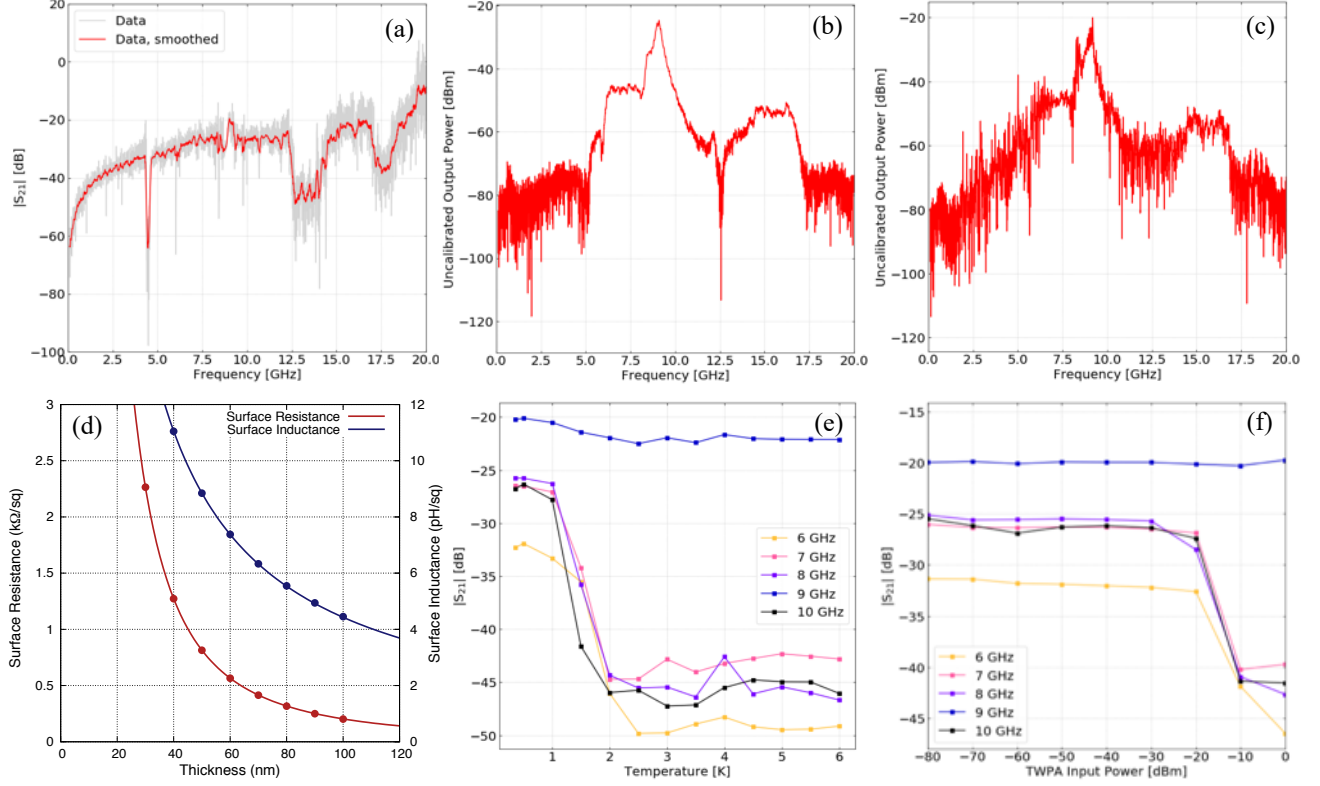 20
0
−20
−40
−60
−80
−100
|S21| [dB]
Data
Data, smoothed
(a)
0.0 2.5 5.0 7.5 10.0 12.5 15.0 17.5 20.0
Frequency [GHz]
−20
−40
−60
−80
−100
−120
Uncalibrated Output Power [dBm]
(b)
0.0 2.5 5.0 7.5 10.0 12.5 15.0 17.5 20.0
Frequency [GHz]
−20
−40
−60
−80
−100
−120
Uncalibrated Output Power [dBm]
(c)
0.0 2.5 5.0 7.5 10.0 12.5 15.0 17.5 20.0
Frequency [GHz]
3
2.5
2
1.5
1
0.5
0
Surface Resistance (kΩ/sq)
(d)
Surface Resistance
Surface Inductance
12
10
8
6
4
2
0
Surface Inductance (pH/sq)
0 20 40 60 80 100 120
Thickness (nm)
−20
−25
−30
−35
−40
−45
−50
|S21| [dB]
(e)
6 GHz
7 GHz
8 GHz
9 GHz
10 GHz
1 2 3 4 5 6
Temperature [K]
−15
−20
−25
−30
−35
−40
−45
|S21| [dB]
(f)
6 GHz
7 GHz
8 GHz
9 GHz
10 GHz
−80 −70 −60 −50 −40 −30 −20 −10 0
TWPA Input Power [dBm]